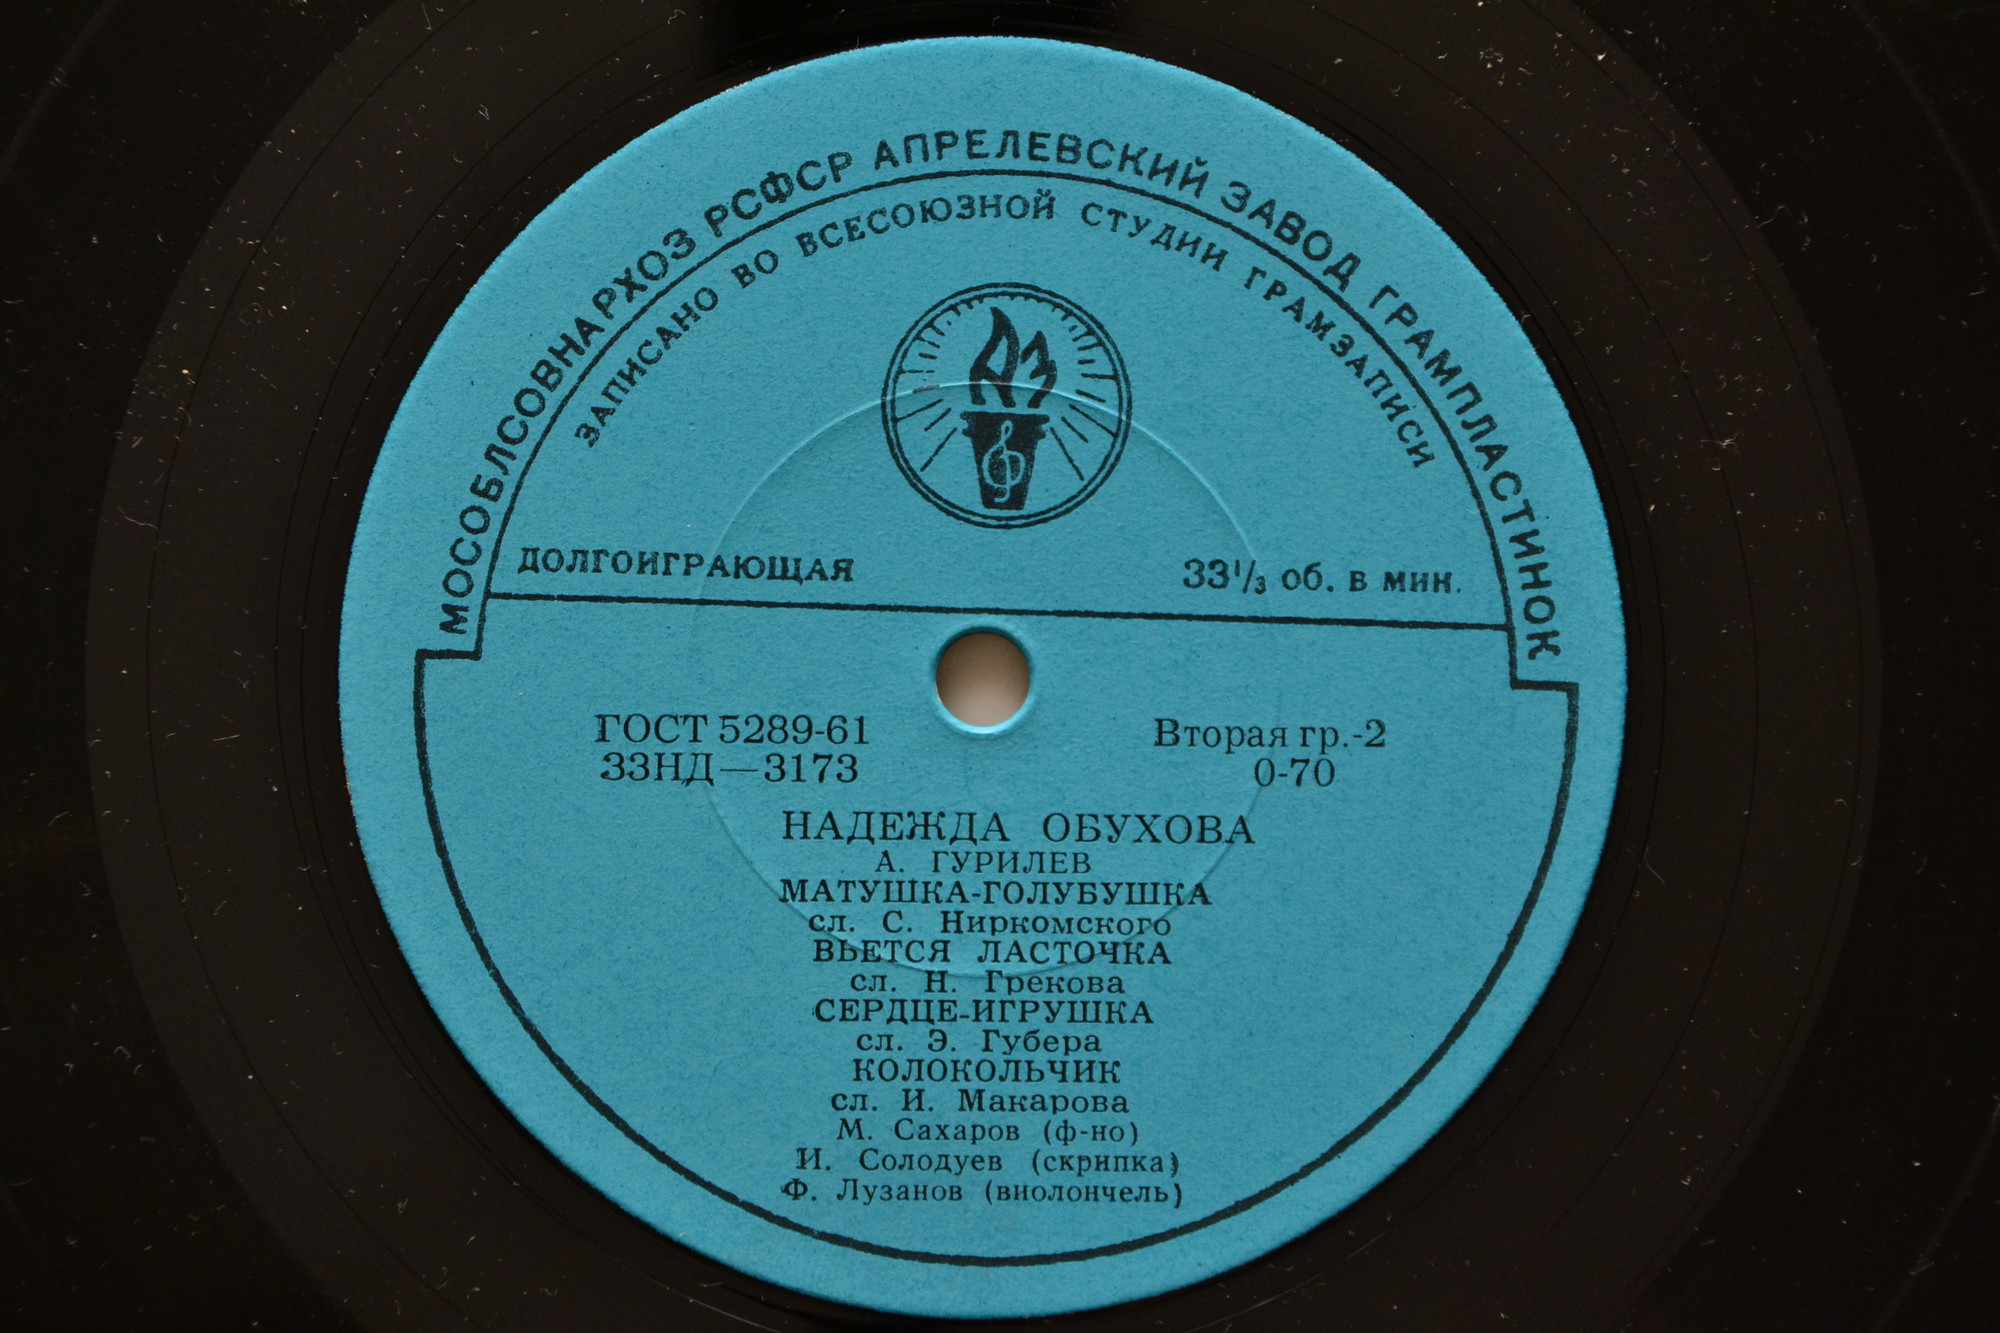 МОСОБЛСОВНАРХОЗ РСФСР АПРЕЛЕВСКИЙ ЗАВОД ГРАМПЛАСТИНОК
ЗАПИСАНО ВО ВСЕСОЮЗНОЙ СТУДИИ ГРАМЗАПИСИ
ДОЛГОИГРАЮЩАЯ 33⅓ об. в мин.
ГОСТ 5289-61 Вторая гр.-2
33НД—3173 0-70
НАДЕЖДА ОБУХОВА
А. ГУРИЛЕВ
МАТУШКА-ГОЛУБУШКА
сл. С. Ниркомского
ВЬЕТСЯ ЛАСТОЧКА
сл. Н. Грекова
СЕРДЦЕ-ИГРУШКА
сл. Э. Губера
КОЛОКОЛЬЧИК
сл. И. Макарова
М. Сахаров (ф-но)
И. Солодуев (скрипка)
Ф. Лузанов (виолончель)